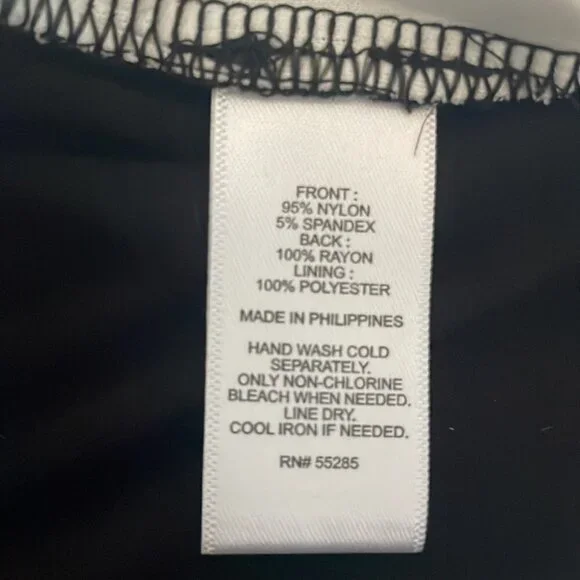 FRONT :
95% NYLON
5% SPANDEX
BACK :
100% RAYON
LINING :
100% POLYESTER
MADE IN PHILIPPINES
HAND WASH COLD
SEPARATELY.
ONLY NON-CHLORINE
BLEACH WHEN NEEDED.
LINE DRY.
COOL IRON IF NEEDED.
RN# 55285